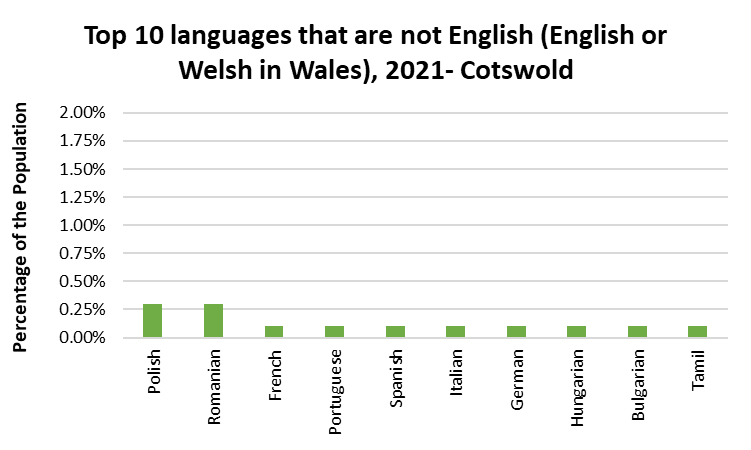 Top 10 languages that are not English (English or
Welsh in Wales), 2021- Cotswold
Percentage of the Population
2.00%
1.75%
1.50%
1.25%
1.00%
0.75%
0.50%
0.25%
0.00%
Polish
Romanian
French
Portuguese
Spanish
Italian
German
Hungarian
Bulgarian
Tamil